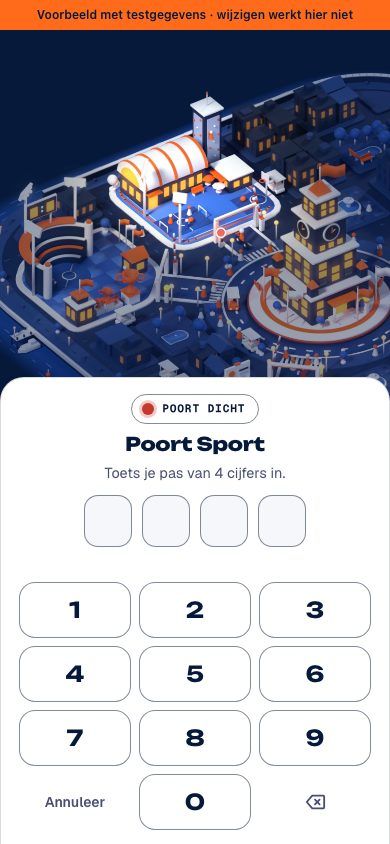 Voorbeeld met testgegevens · wijzigen werkt hier niet
POORT DICHT
Poort Sport
Toets je pas van 4 cijfers in.
1 2 3
4 5 6
7 8 9
Annuleer 0